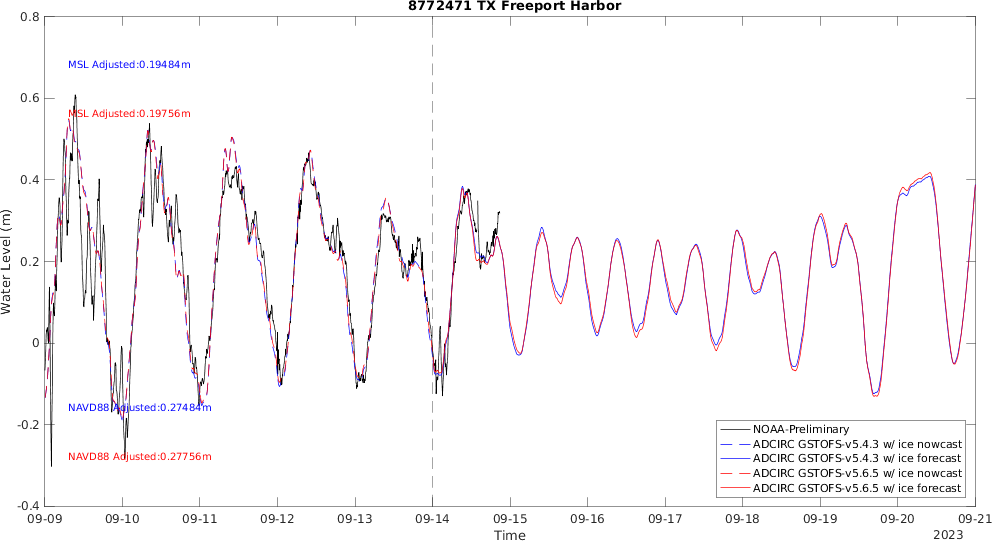 8772471 TX Freeport Harbor
Water Level (m)
0.8
0.6
0.4
0.2
0
-0.2
-0.4
MSL Adjusted:0.19484m
MSL Adjusted:0.19756m
NAVD88 Adjusted:0.27484m
NAVD88 Adjusted:0.27756m
NOAA-Preliminary
ADCIRC GSTOFS-v5.4.3 w/ ice nowcast
ADCIRC GSTOFS-v5.4.3 w/ ice forecast
ADCIRC GSTOFS-v5.6.5 w/ ice nowcast
ADCIRC GSTOFS-v5.6.5 w/ ice forecast
09-09 09-10 09-11 09-12 09-13 09-14 09-15 09-16 09-17 09-18 09-19 09-20 09-21
Time
2023